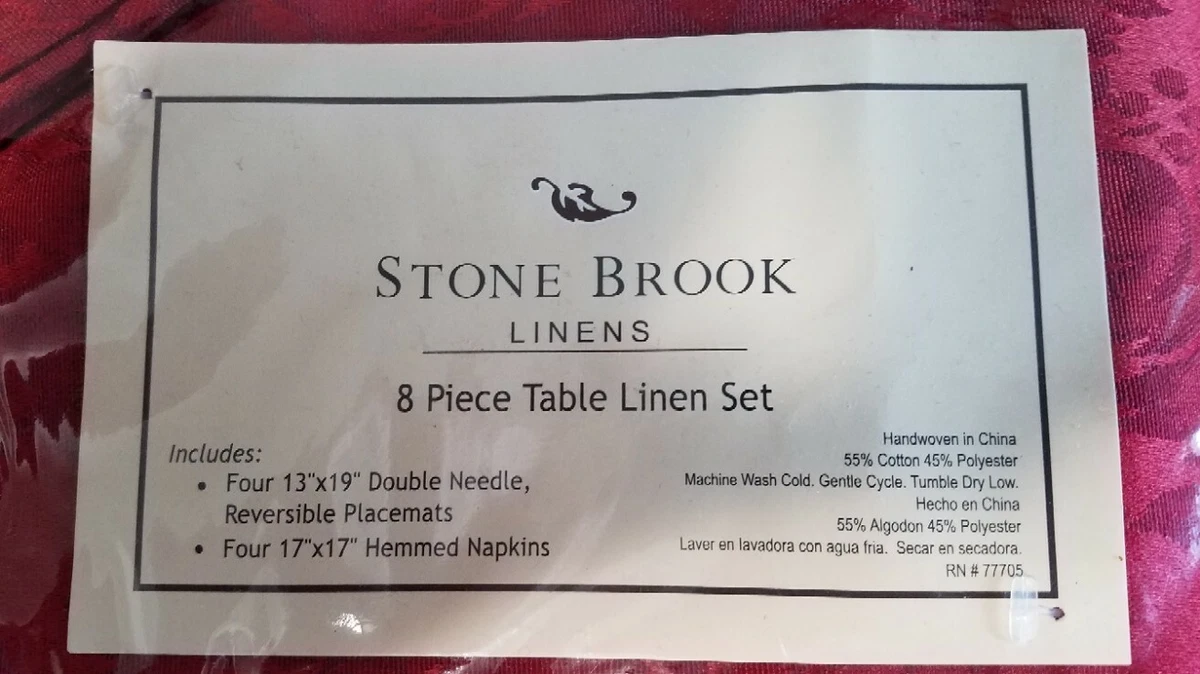 STONE BROOK
LINENS
8 Piece Table Linen Set
Includes:
• Four 13"x19" Double Needle,
Reversible Placemats
• Four 17"x17" Hemmed Napkins
Handwoven in China
55% Cotton 45% Polyester
Machine Wash Cold. Gentle Cycle. Tumble Dry Low.
Hecho en China
55% Algodon 45% Polyester
Laver en lavadora con agua fria. Secar en secadora.
RN # 77705